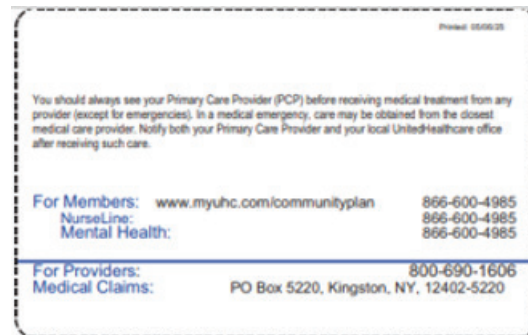 Printed: 05/06/25
You should always see your Primary Care Provider (PCP) before receiving medical treatment from any
provider (except for emergencies). In a medical emergency, care may be obtained from the closest
medical care provider. Notify both your Primary Care Provider and your local UnitedHealthcare office
after receiving such care.
For Members: www.myuhc.com/communityplan 866-600-4985
NurseLine: 866-600-4985
Mental Health: 866-600-4985
For Providers: 800-690-1606
Medical Claims: PO Box 5220, Kingston, NY, 12402-5220